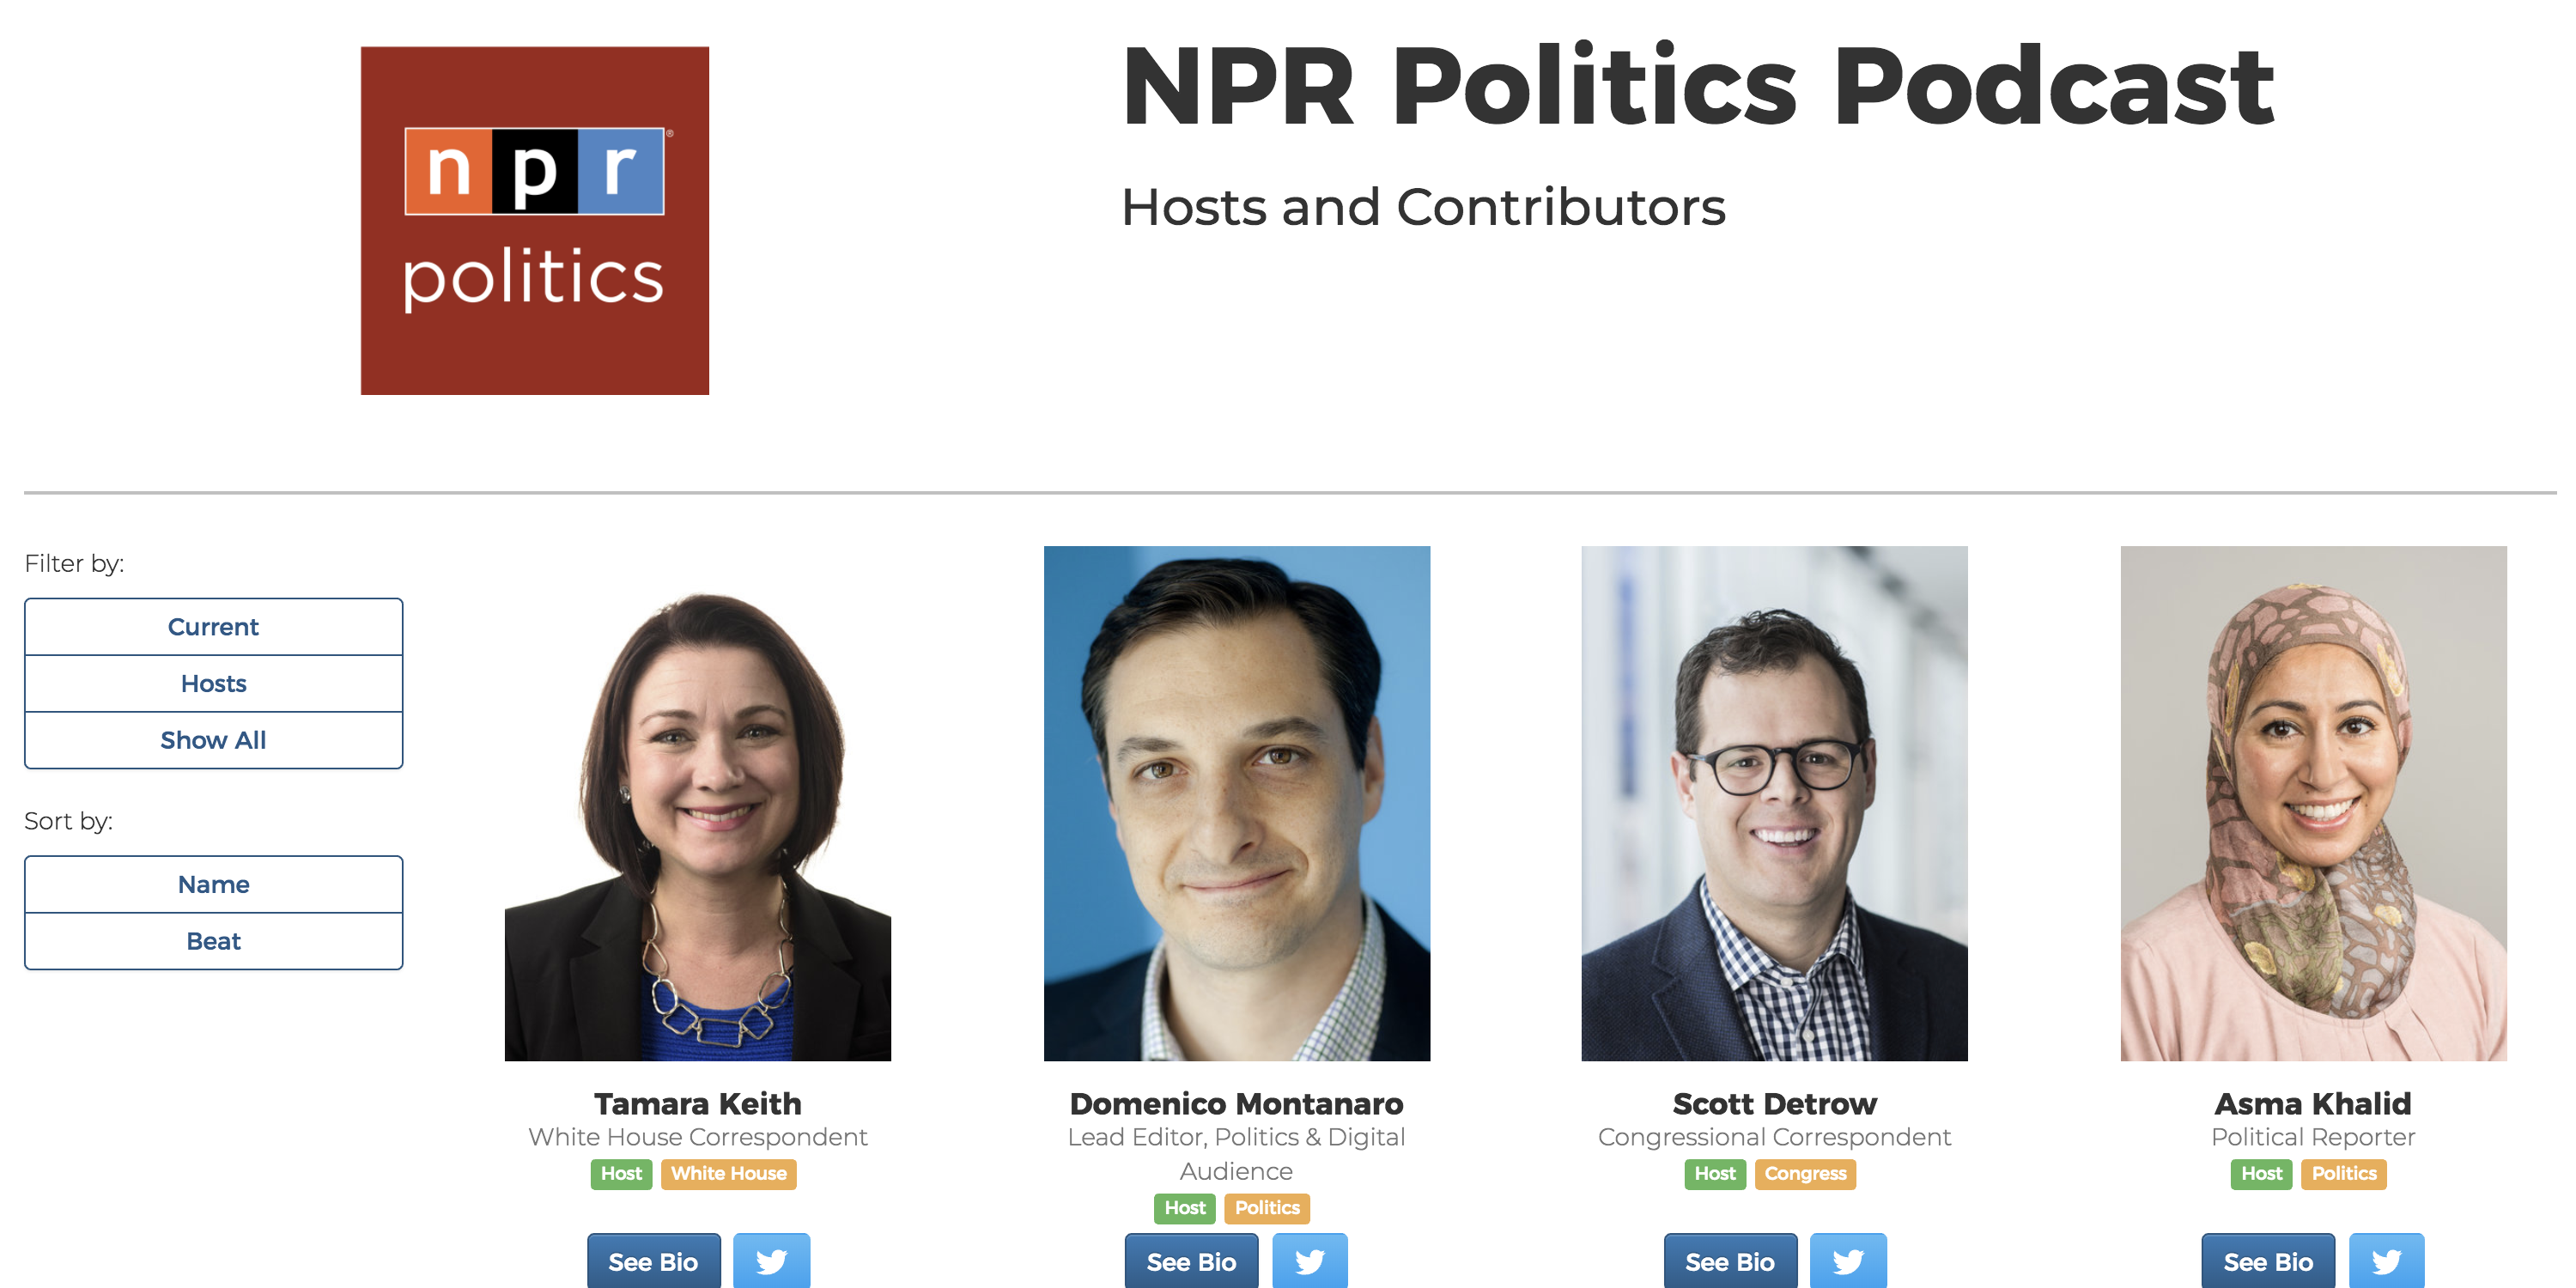 npr®
politics
NPR Politics Podcast
Hosts and Contributors
Filter by:
Current
Hosts
Show All
Sort by:
Name
Beat
Tamara Keith
White House Correspondent
Host White House
See Bio
Domenico Montanaro
Lead Editor, Politics & Digital
Audience
Host Politics
See Bio
Scott Detrow
Congressional Correspondent
Host Congress
See Bio
Asma Khalid
Political Reporter
Host Politics
See Bio